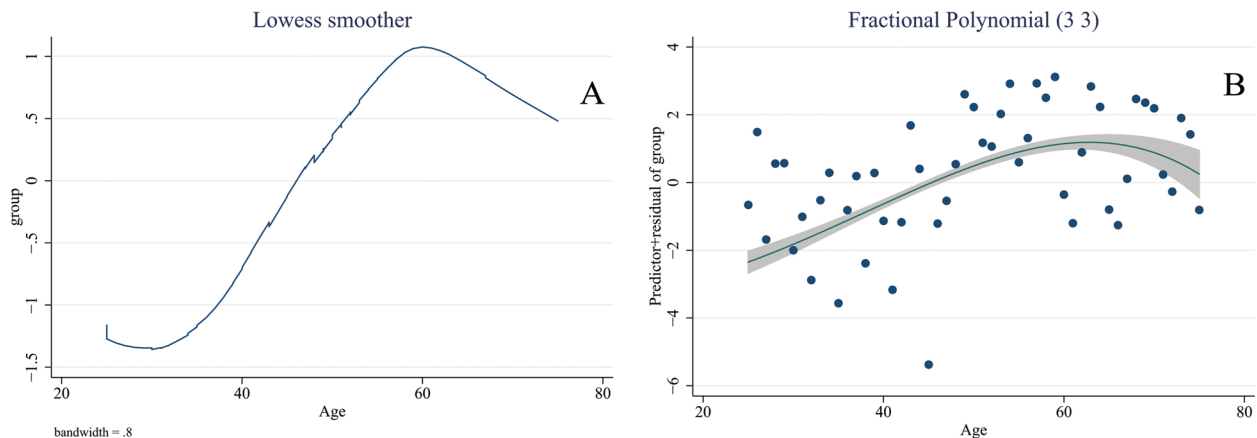 Lowess smoother
A
group
1
.5
0
-.5
-1
-1.5
20
40
60
80
Age
bandwidth = .8
Fractional Polynomial (3 3)
B
Predictor+residual of group
4
2
0
-2
-4
-6
20
40
60
80
Age